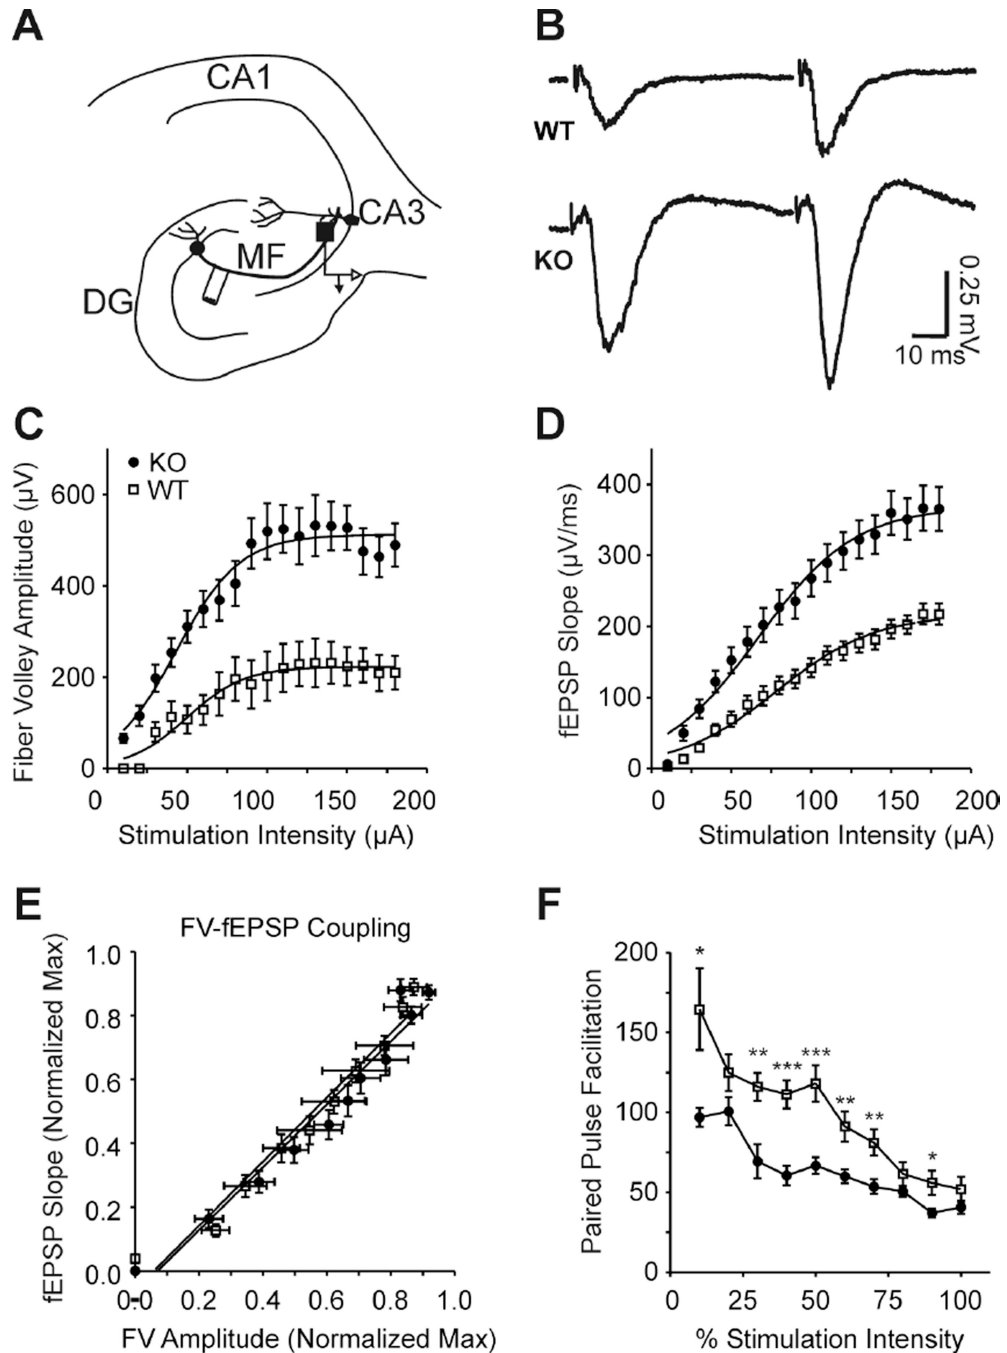 A
CA1
CA3
MF
DG
B
WT
KO
0.25 mV
10 ms
C
KO
WT
Fiber Volley Amplitude (µV)
600
400
200
0
0 50 100 150 200
Stimulation Intensity (µA)
D
fEPSP Slope (µV/ms)
400
300
200
100
0
0 50 100 150 200
Stimulation Intensity (µA)
E
FV-fEPSP Coupling
fEPSP Slope (Normalized Max)
1.0
0.8
0.6
0.4
0.2
0.0
0.0 0.2 0.4 0.6 0.8 1.0
FV Amplitude (Normalized Max)
F
Paired Pulse Facilitation
200
150
100
50
0
* ** *** *** ** ** *
0 25 50 75 100
% Stimulation Intensity